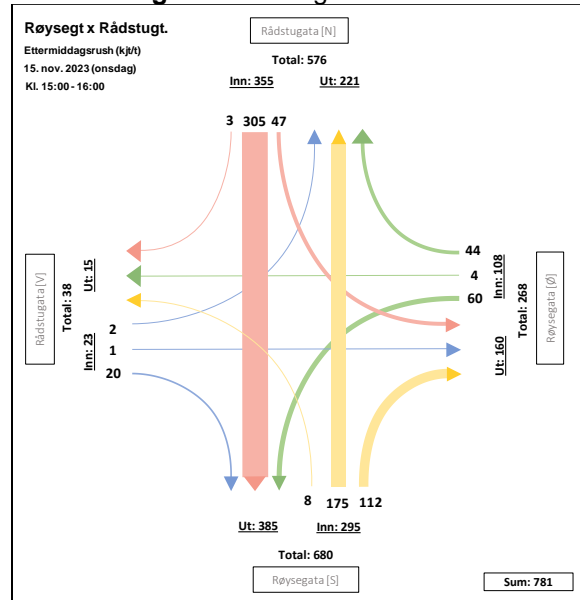 Røysegt x Rådstugt.
Ettermiddagsrush (kjt/t)
15. nov. 2023 (onsdag)
Kl. 15:00 - 16:00
Rådstugata [N]
Total: 576
Inn: 355
Ut: 221
3
305
47
Rådstugata [V]
Total: 38
Ut: 15
Inn: 23
2
1
20
44
4
60
Inn: 108
Ut: 160
Total: 268
Røysegata [Ø]
8
175
112
Ut: 385
Inn: 295
Total: 680
Røysegata [S]
Sum: 781